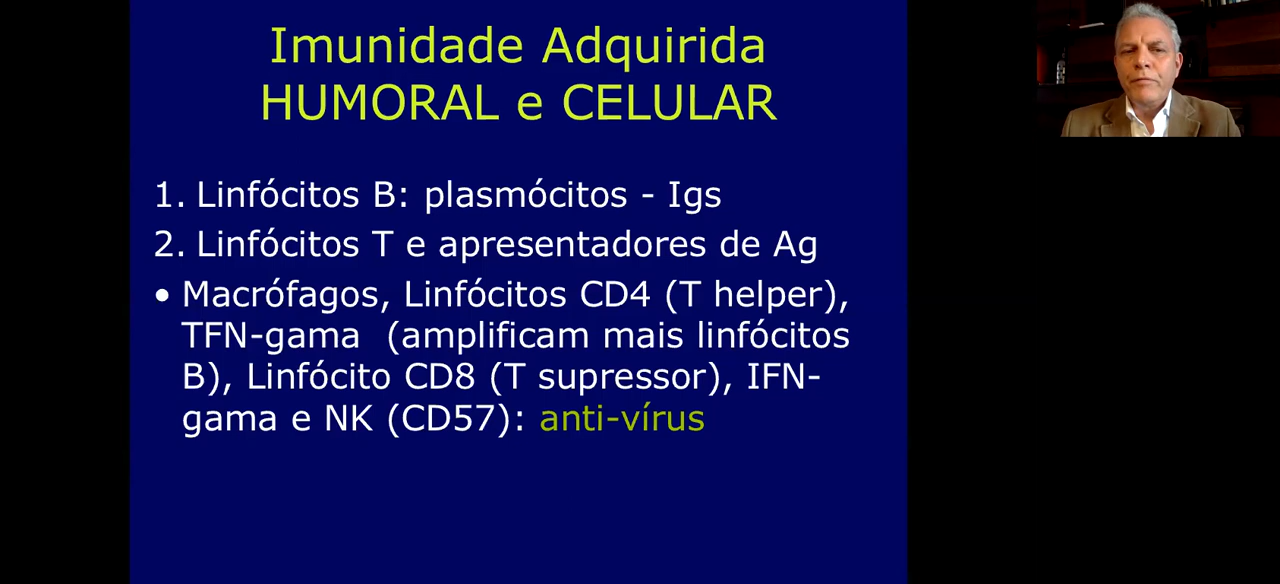 Imunidade Adquirida
HUMORAL e CELULAR
1. Linfócitos B: plasmócitos - Igs
2. Linfócitos T e apresentadores de Ag
• Macrófagos, Linfócitos CD4 (T helper),
TFN-gama (amplificam mais linfócitos
B), Linfócito CD8 (T supressor), IFN-
gama e NK (CD57): anti-vírus